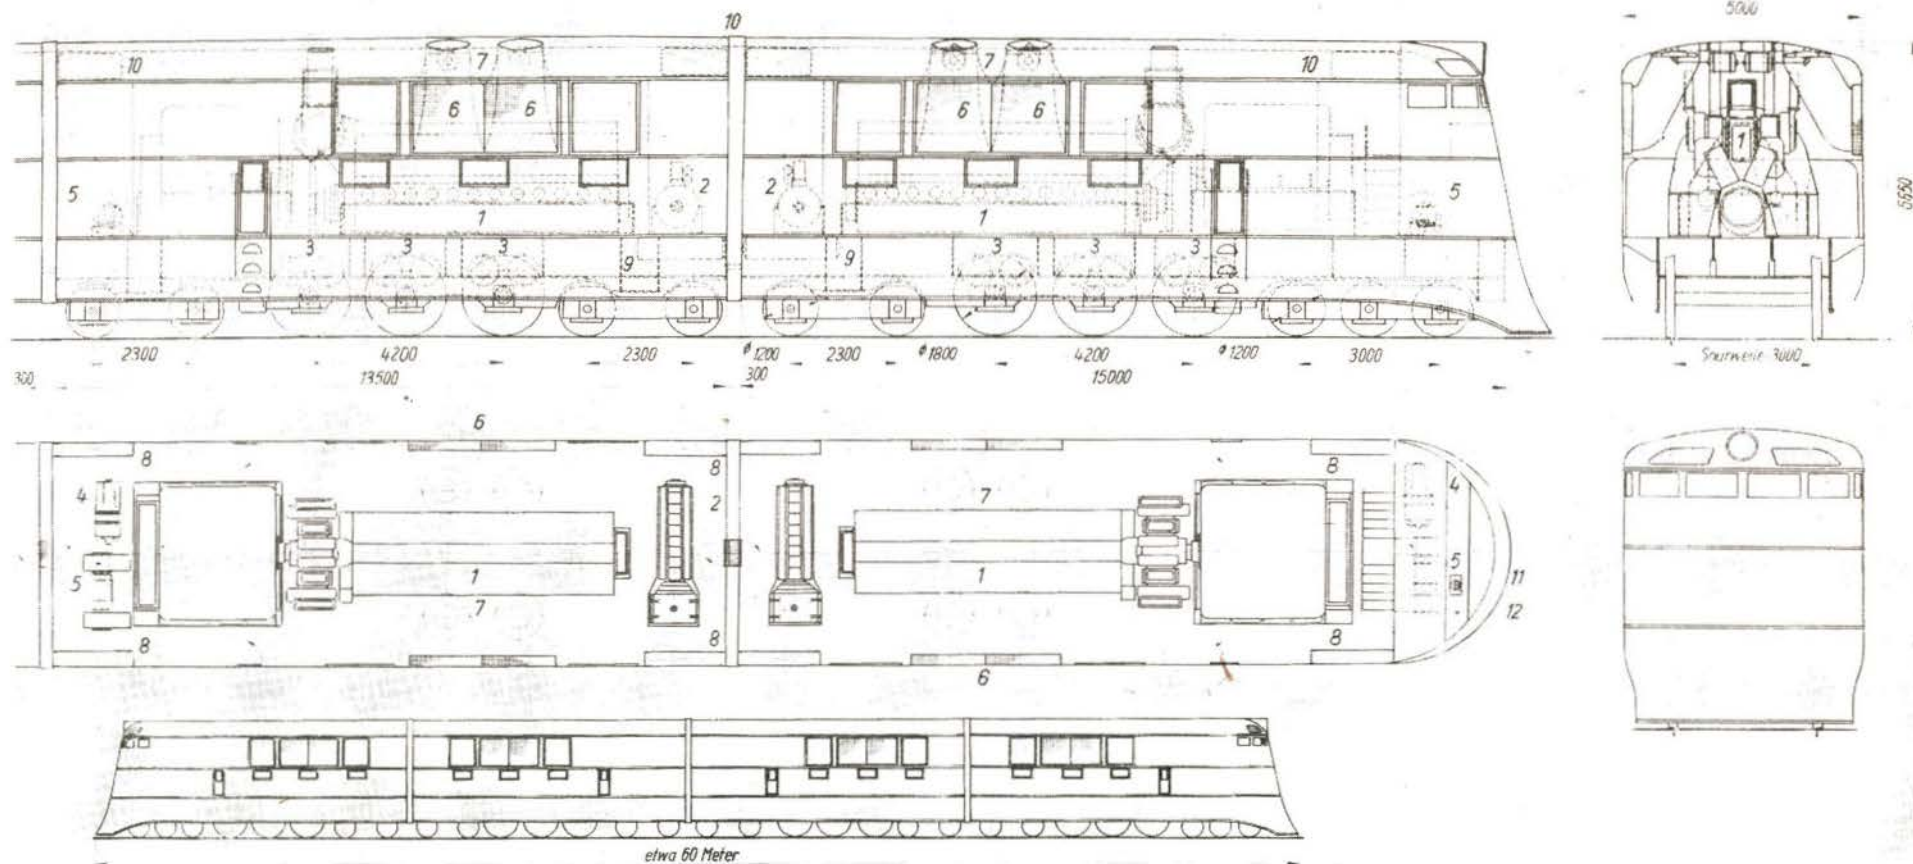 10
5000
10 7 7 10
6 6 6 6
1
5 2 2 5
6650
1 1
3 3 3 9 9 3 3 3
2300 4200 2300 ϕ 1200 2300 ϕ 1800 4200 ϕ 1200 3000
Spurweite 3000
300 13500 300 15000
6
8 8 8
4 2 7 4
5 1 1 5 11
7 12
8 8 8
6
etwa 60 Meter